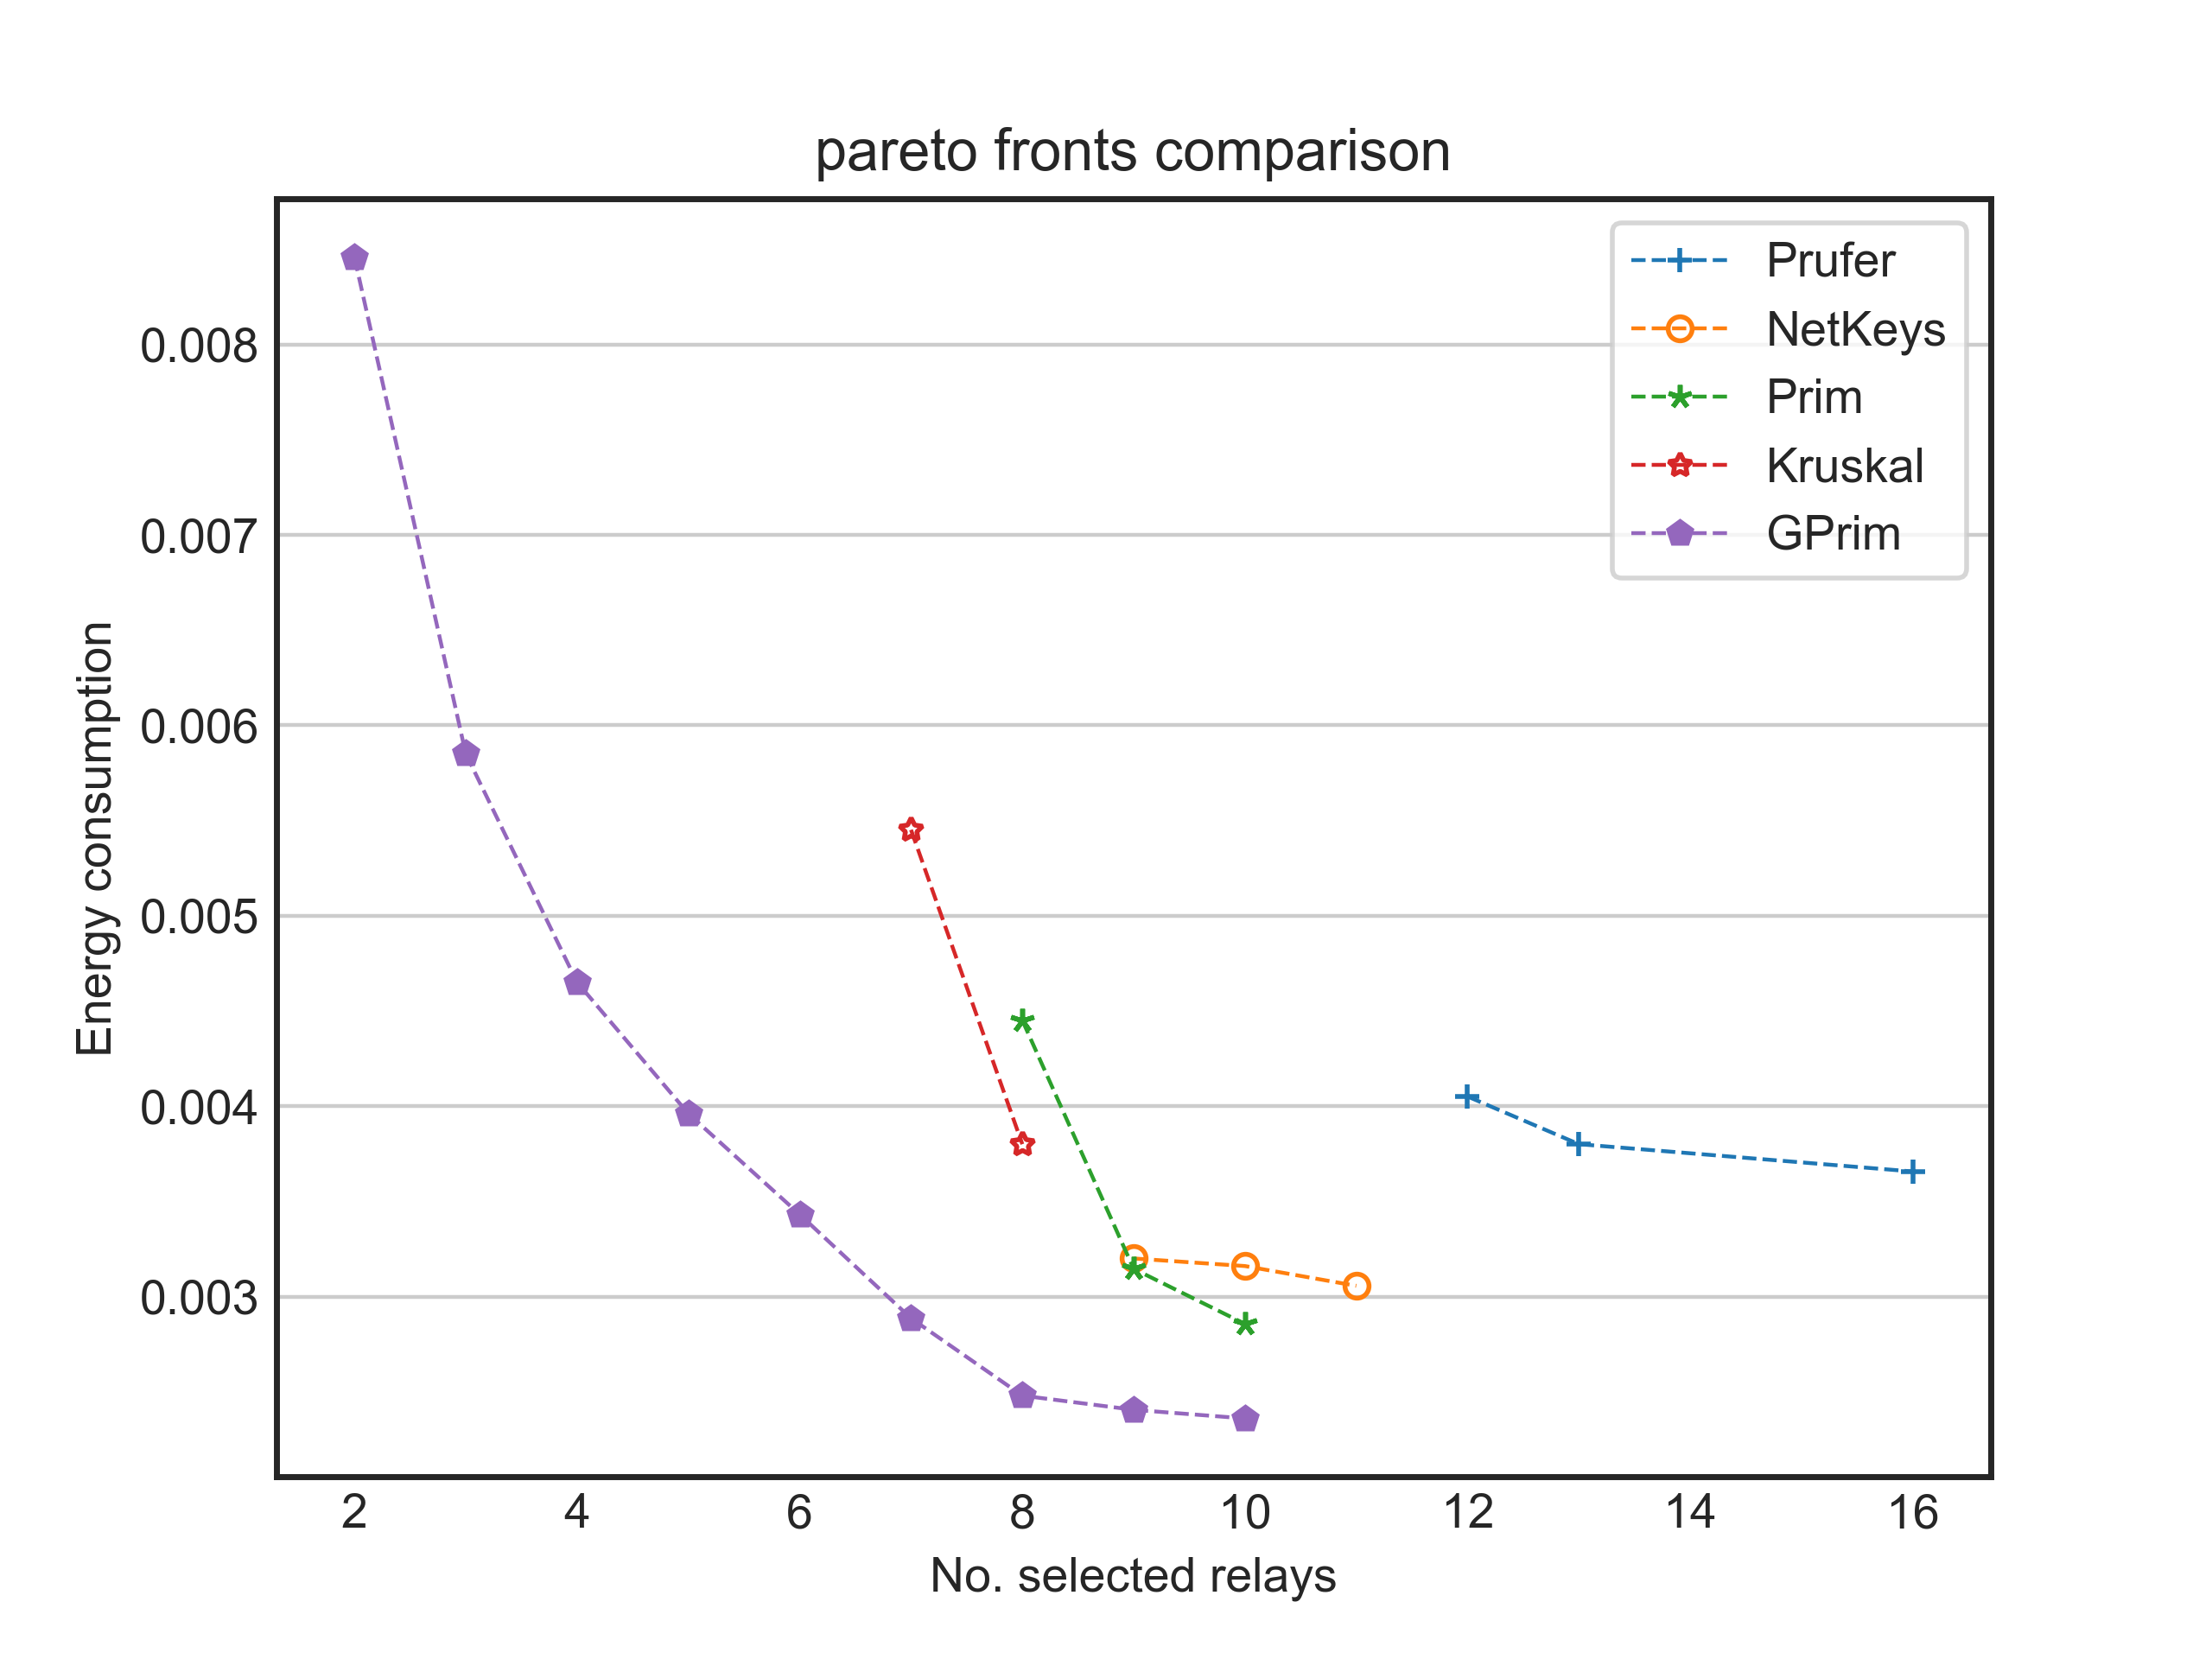 pareto fronts comparison
Prufer
NetKeys
Prim
Kruskal
GPrim
Energy consumption
0.008
0.007
0.006
0.005
0.004
0.003
2 4 6 8 10 12 14 16
No. selected relays